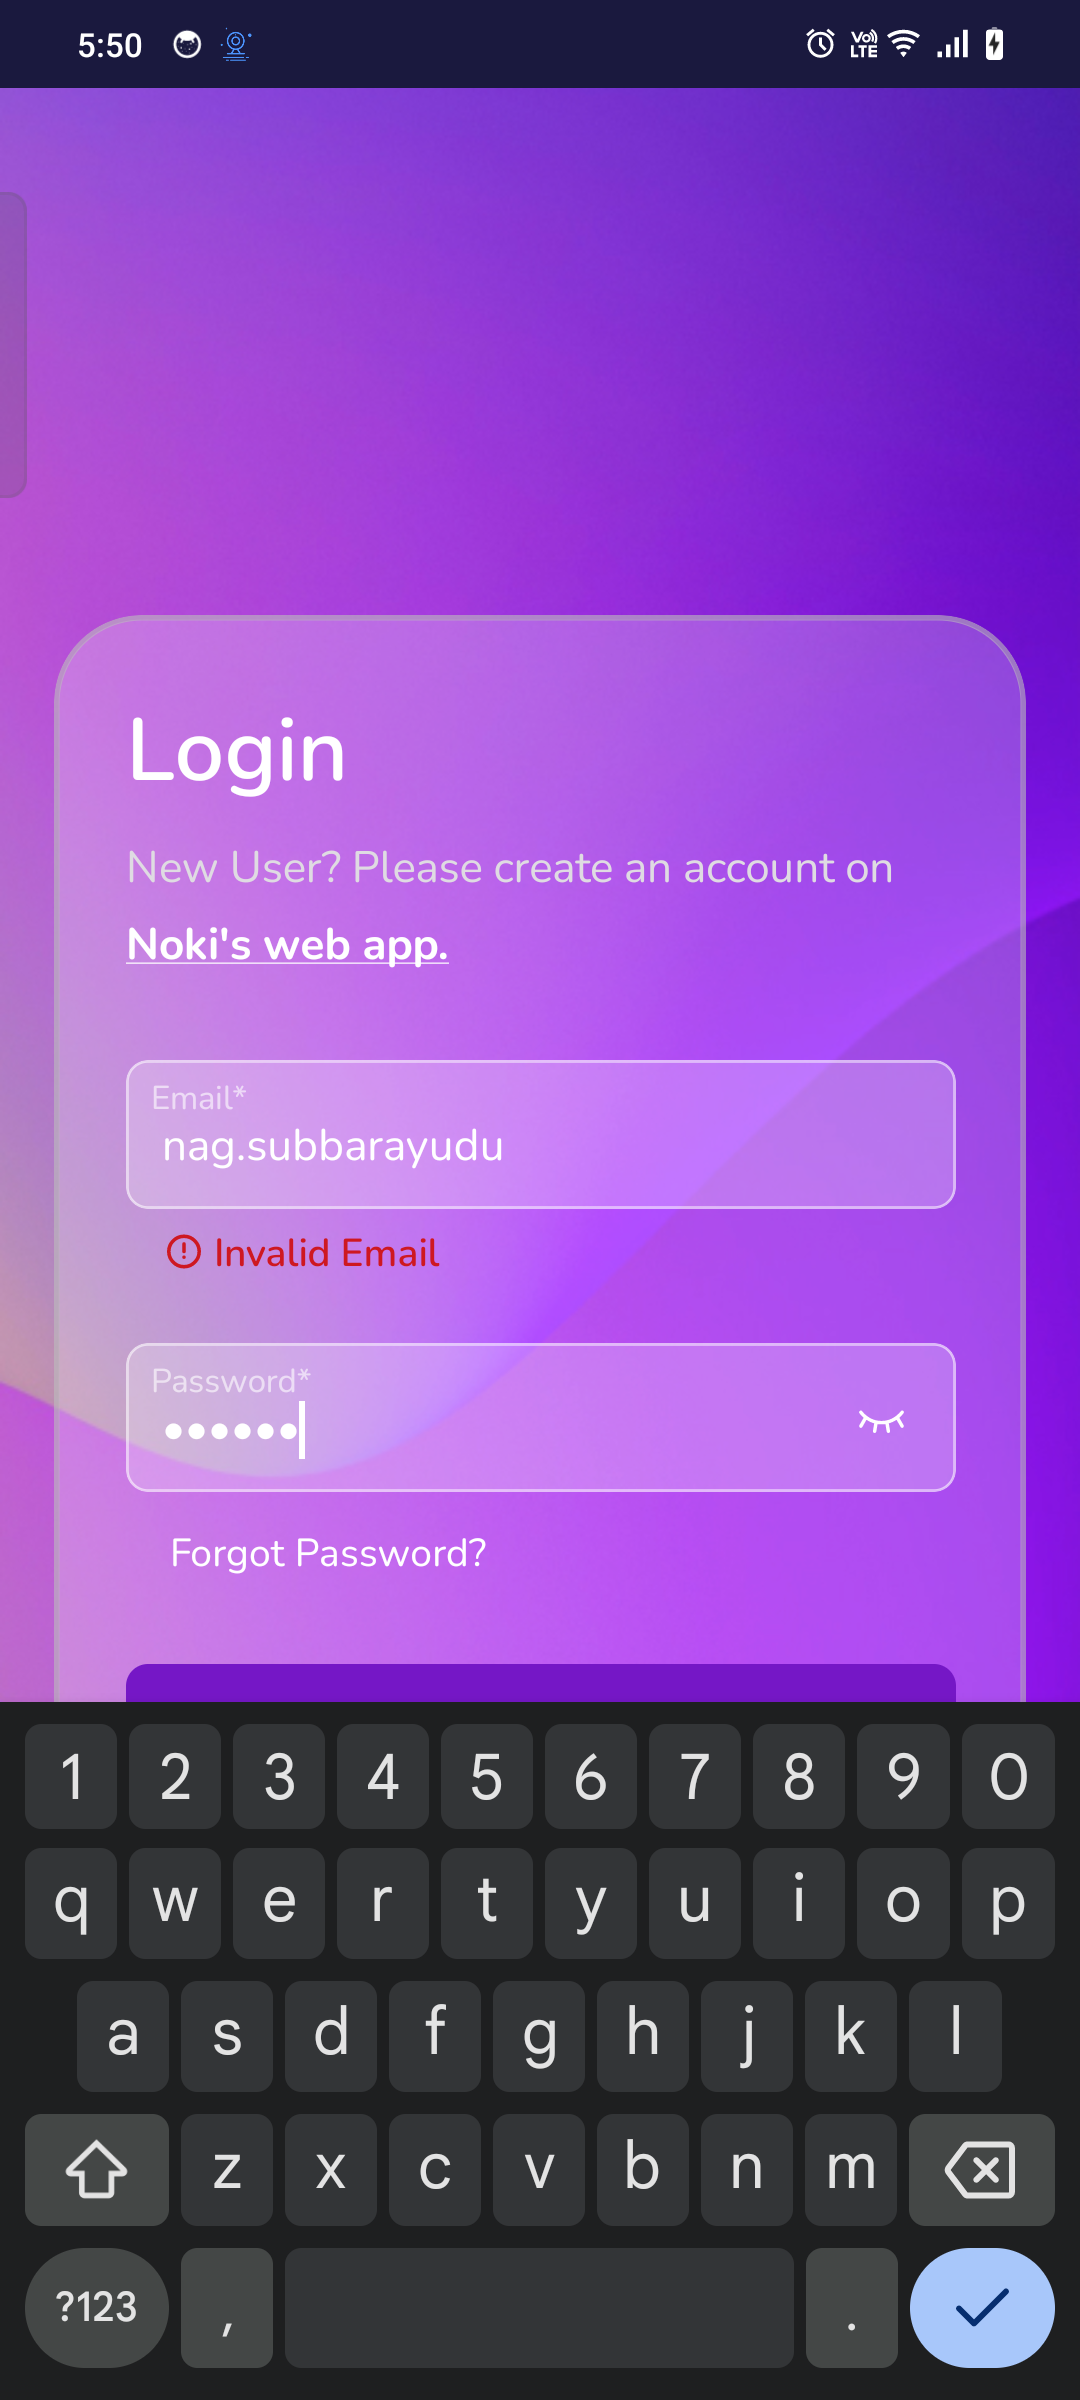 5:50
Vo) LTE
Login
New User? Please create an account on
Noki's web app.
Email*
nag.subbarayudu
Invalid Email
Password*
••••••
Forgot Password?
1 2 3 4 5 6 7 8 9 0
q w e r t y u i o p
a s d f g h j k l
z x c v b n m
?123 , .